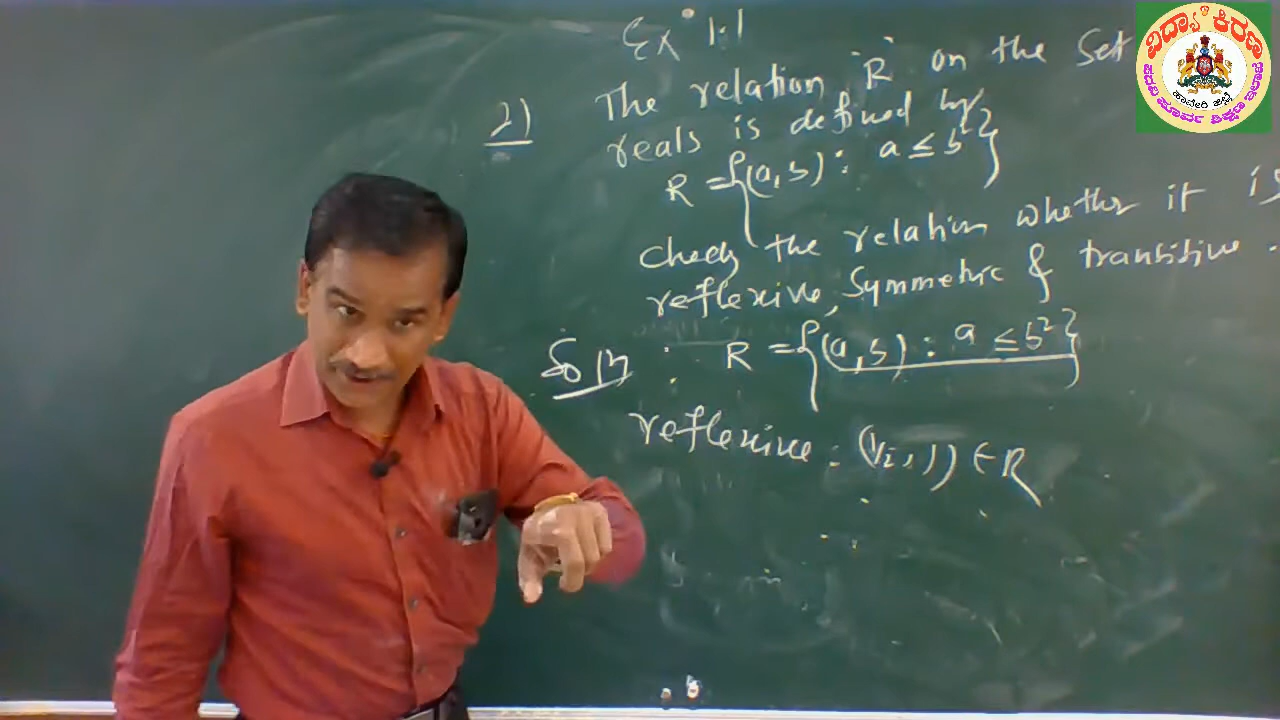 Ex 1.1
2) The relation 'R' on the Set
reals is defined by
R = {(a, b) : a ≤ b²}
Check the relation whether it is
reflexive, Symmetric & transitive.
Soln : R = {(a, b) : a ≤ b²}
reflexive : (1/2, 1) ∈ R
ವಿದ್ಯಾ ಕಿರಣ